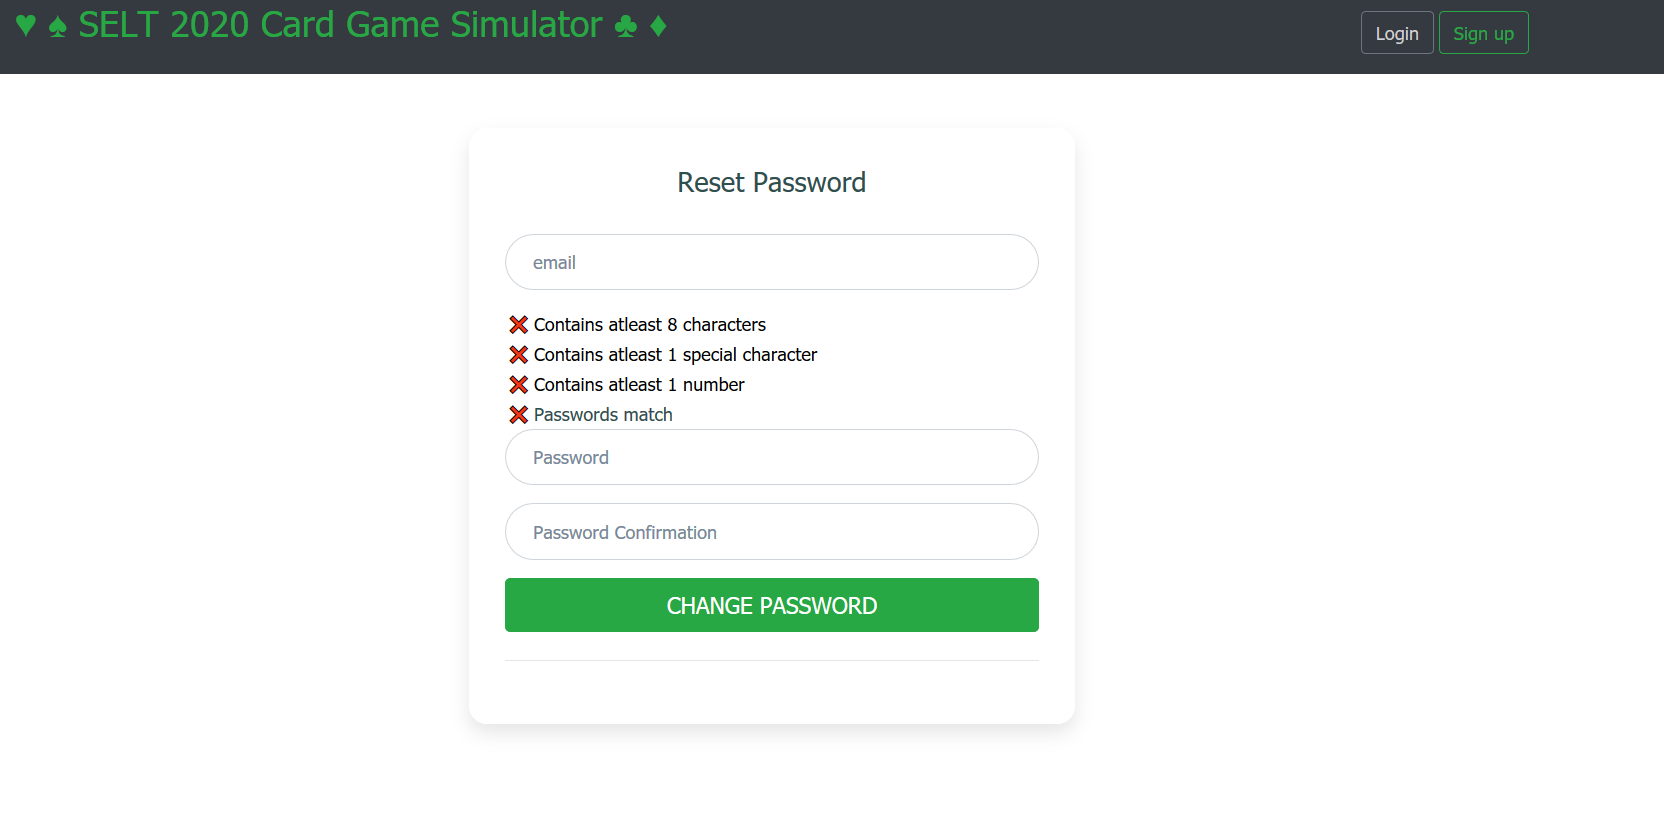 ♥ ♠ SELT 2020 Card Game Simulator ♣ ♦
Login Sign up
Reset Password
email
❌ Contains atleast 8 characters
❌ Contains atleast 1 special character
❌ Contains atleast 1 number
❌ Passwords match
Password
Password Confirmation
CHANGE PASSWORD